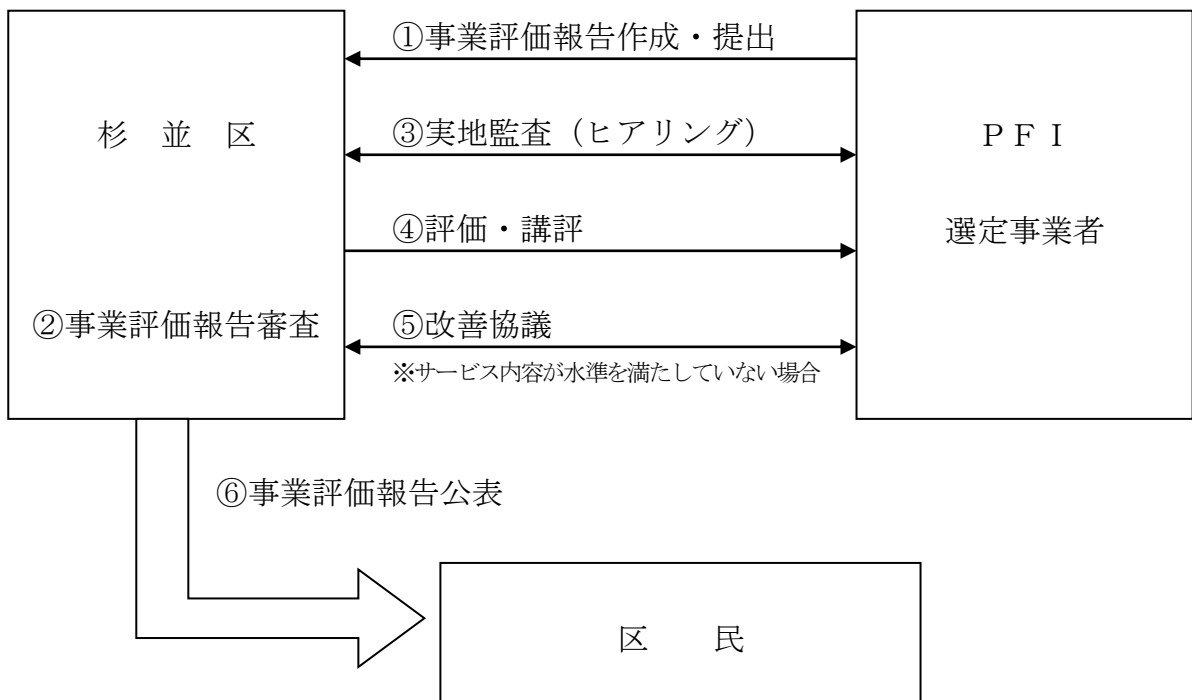 ①事業評価報告作成・提出
杉 並 区
③実地監査（ヒアリング）
ＰＦＩ
④評価・講評
選定事業者
②事業評価報告審査
⑤改善協議
※サービス内容が水準を満たしていない場合
⑥事業評価報告公表
区 民